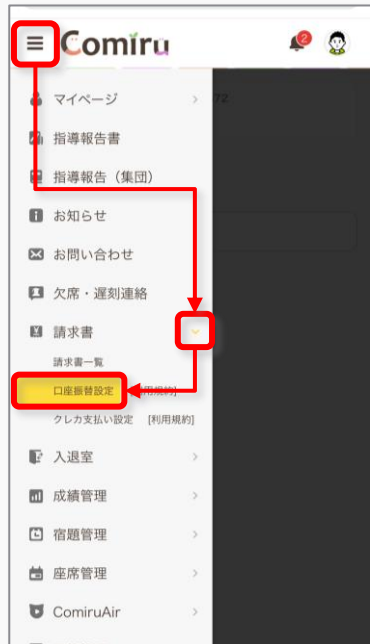 Comiru
2
マイページ
72
指導報告書
指導報告（集団）
お知らせ
お問い合わせ
欠席・遅刻連絡
請求書
請求書一覧
口座振替設定 用規約]
クレカ支払い設定 [利用規約]
入退室
成績管理
宿題管理
座席管理
ComiruAir